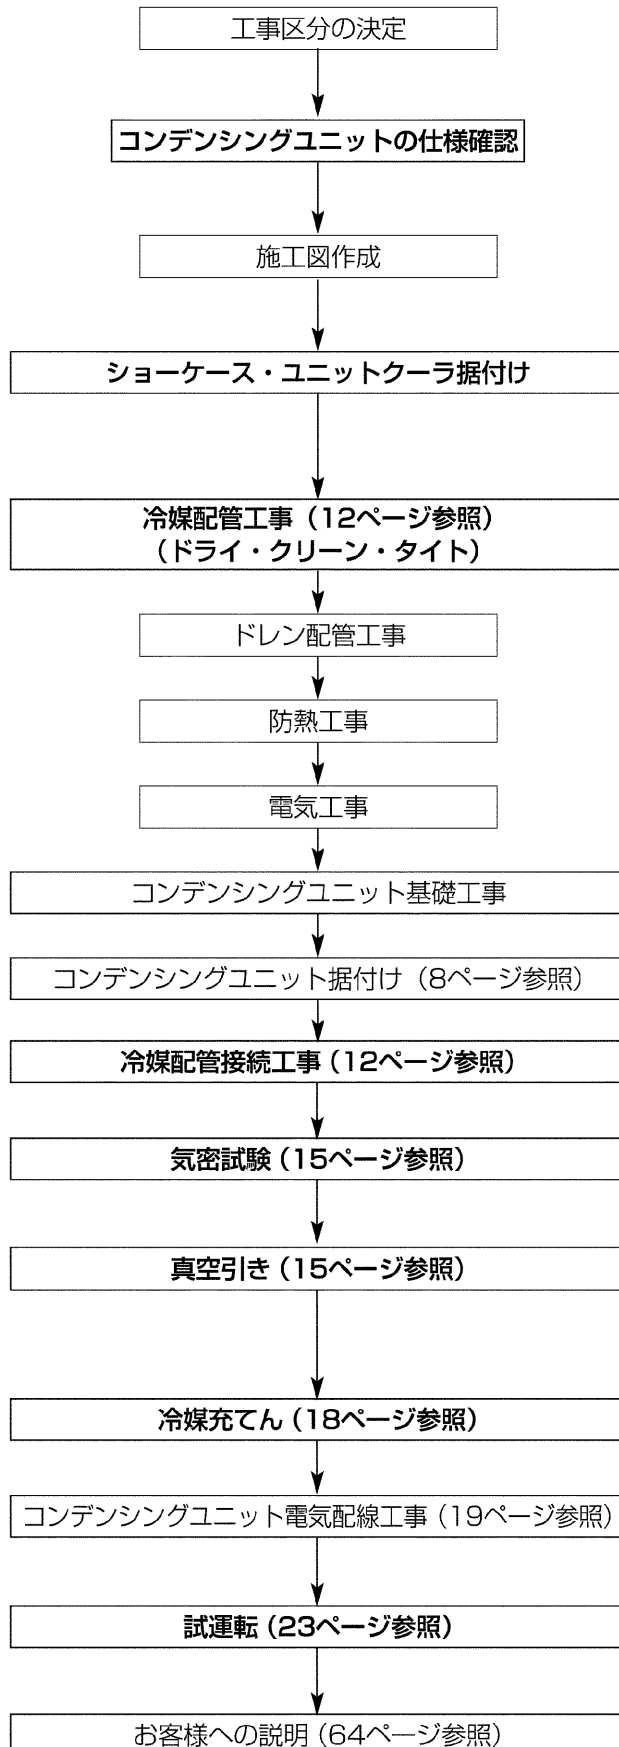 工事区分の決定
コンデンシングユニットの仕様確認
施工図作成
ショーケース・ユニットクーラ据付け
冷媒配管工事（12ページ参照）
（ドライ・クリーン・タイト）
ドレン配管工事
防熱工事
電気工事
コンデンシングユニット基礎工事
コンデンシングユニット据付け（8ページ参照）
冷媒配管接続工事（12ページ参照）
気密試験（15ページ参照）
真空引き（15ページ参照）
冷媒充てん（18ページ参照）
コンデンシングユニット電気配線工事（19ページ参照）
試運転（23ページ参照）
お客様への説明（64ページ参照）